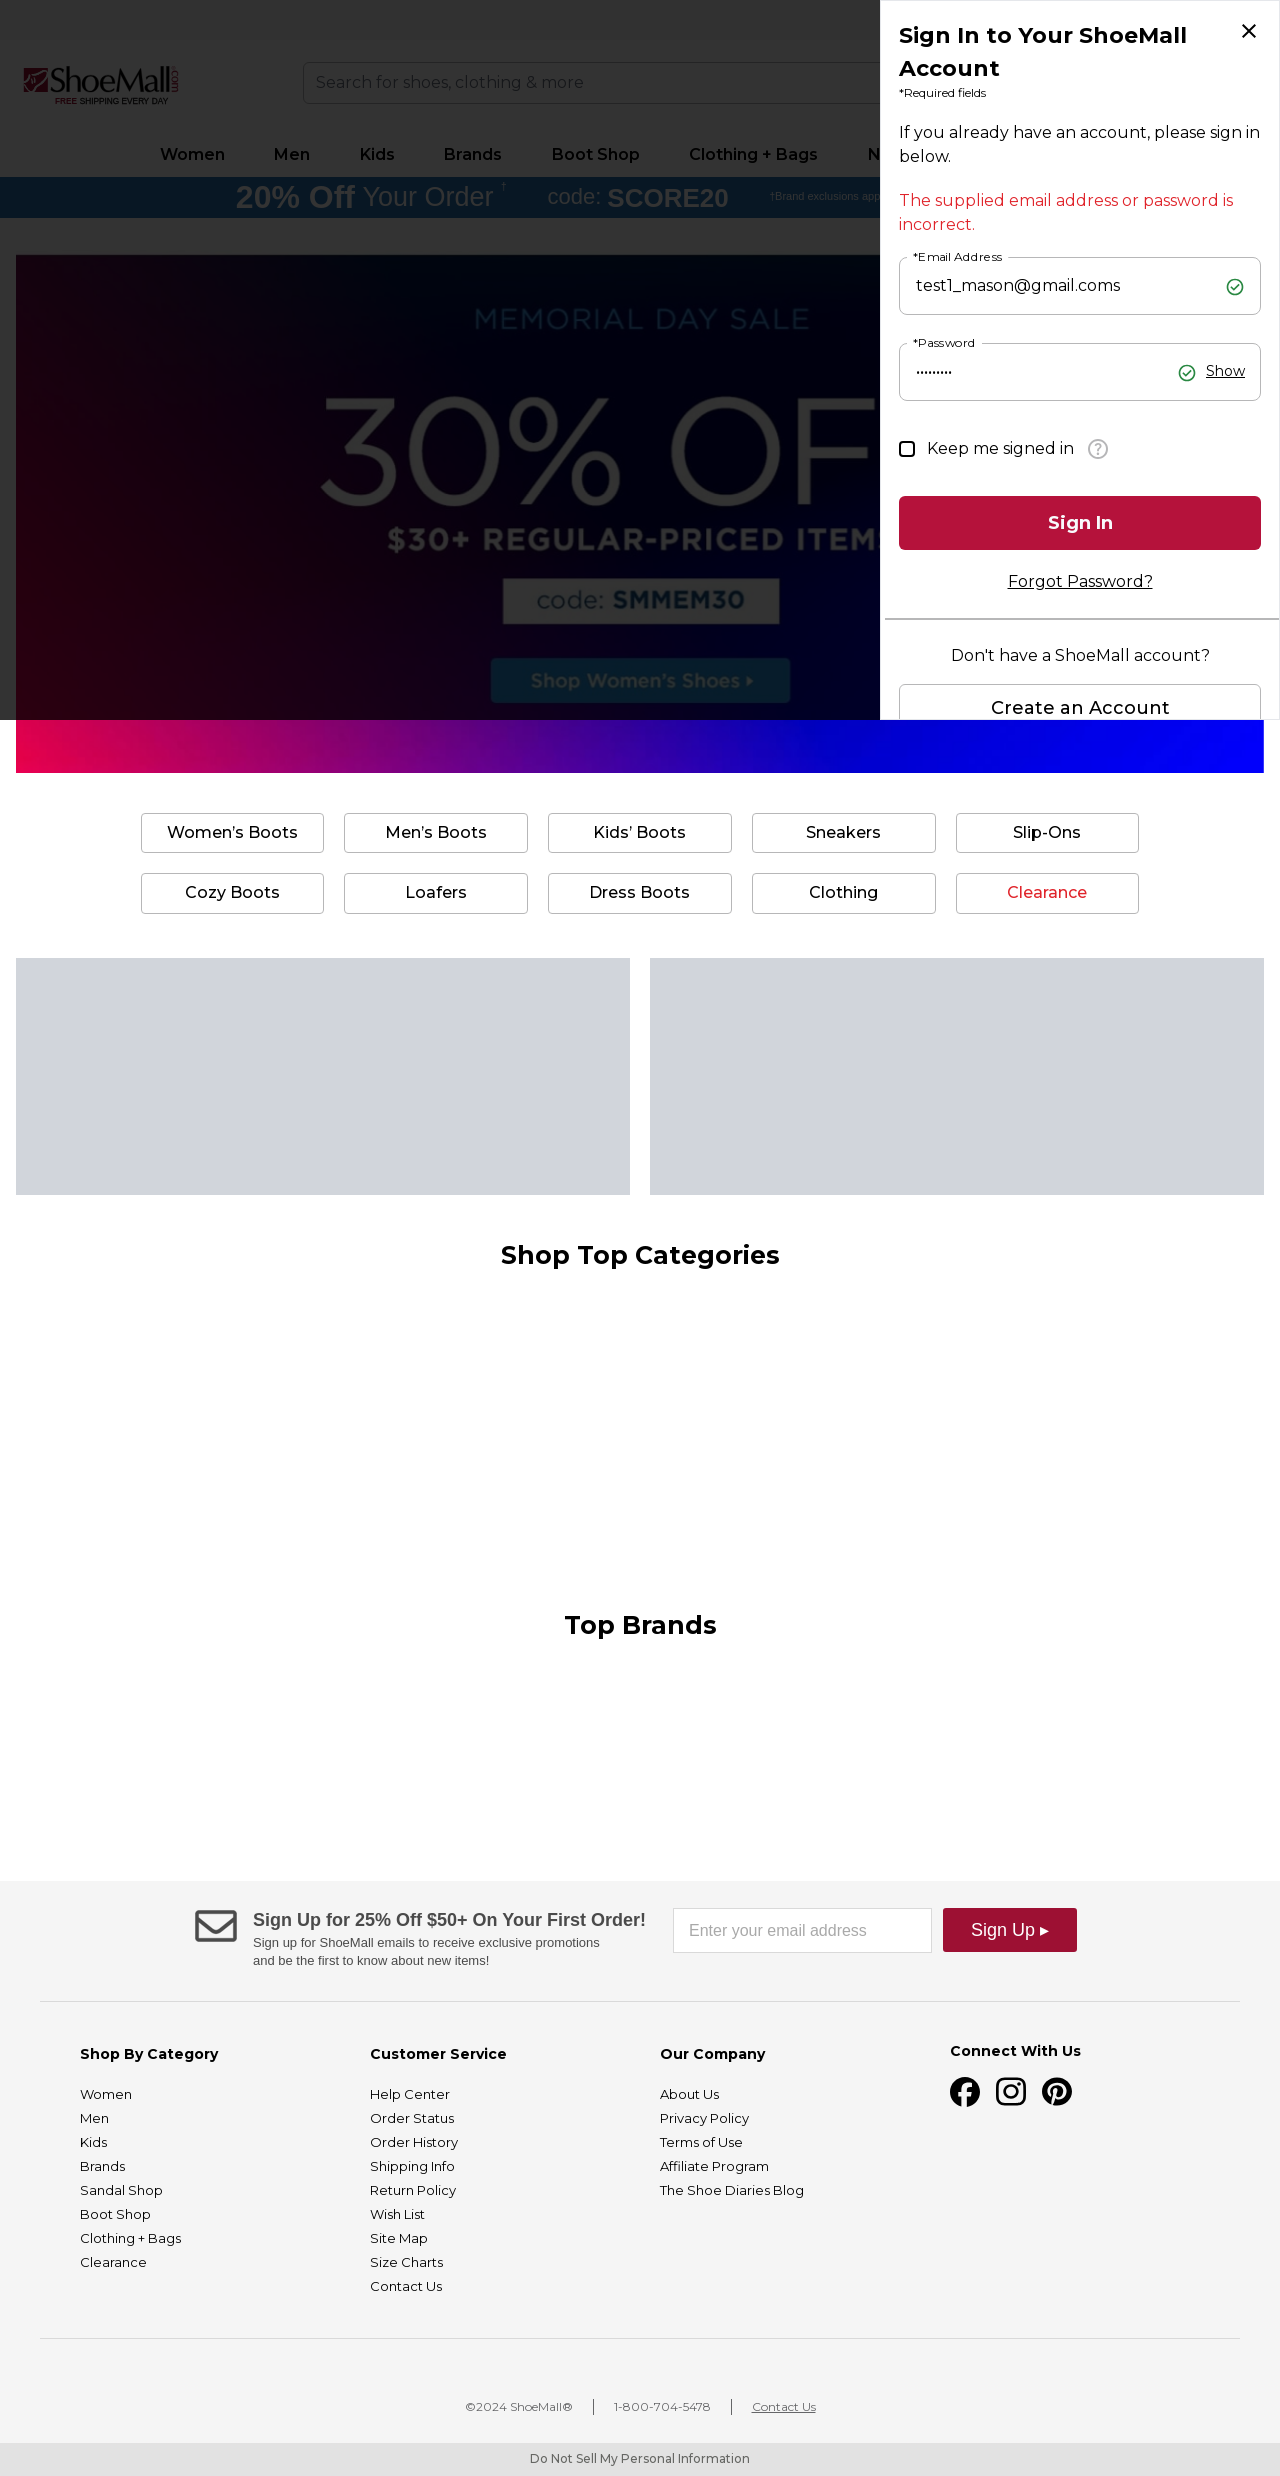 ShoeMall.com
FREE SHIPPING EVERY DAY
Search for shoes, clothing & more
Women
Men
Kids
Brands
Boot Shop
Clothing + Bags
20% Off Your Order †
code: SCORE20
†Brand exclusions
MEMORIAL DAY SALE
30% OF
$30+ REGULAR-PRICED ITEMS
code: SMMEM30
Shop Women's Shoes ▸
Sign In to Your ShoeMall
Account
*Required fields
If you already have an account, please sign in
below.
The supplied email address or password is
incorrect.
*Email Address
test1_mason@gmail.coms
*Password
•••••••••
Show
Keep me signed in
?
Sign In
Forgot Password?
Don't have a ShoeMall account?
Create an Account
Women’s Boots
Men’s Boots
Kids’ Boots
Sneakers
Slip-Ons
Cozy Boots
Loafers
Dress Boots
Clothing
Clearance
Shop Top Categories
Top Brands
Sign Up for 25% Off $50+ On Your First Order!
Sign up for ShoeMall emails to receive exclusive promotions
and be the first to know about new items!
Enter your email address
Sign Up ▸
Shop By Category
Women
Men
Kids
Brands
Sandal Shop
Boot Shop
Clothing + Bags
Clearance
Customer Service
Help Center
Order Status
Order History
Shipping Info
Return Policy
Wish List
Site Map
Size Charts
Contact Us
Our Company
About Us
Privacy Policy
Terms of Use
Affiliate Program
The Shoe Diaries Blog
Connect With Us
©2024 ShoeMall®
1-800-704-5478
Contact Us
Do Not Sell My Personal Information